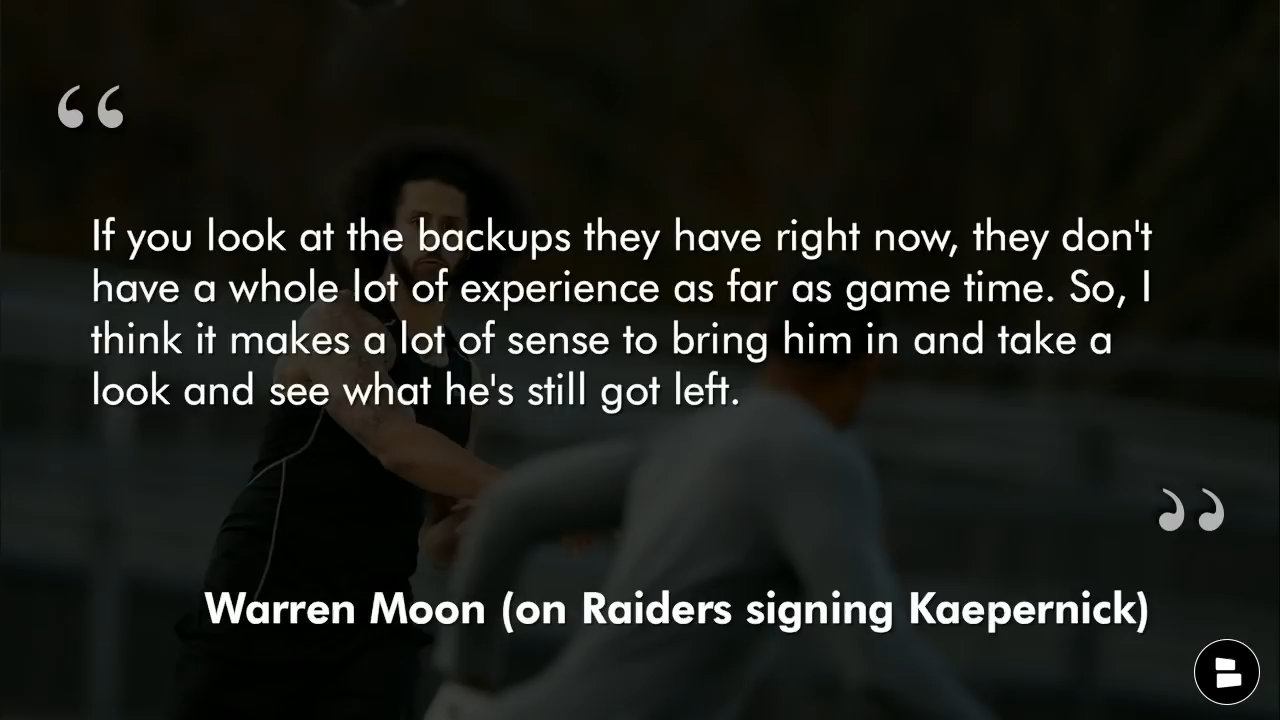 “
If you look at the backups they have right now, they don't
have a whole lot of experience as far as game time. So, I
think it makes a lot of sense to bring him in and take a
look and see what he's still got left.
”
Warren Moon (on Raiders signing Kaepernick)